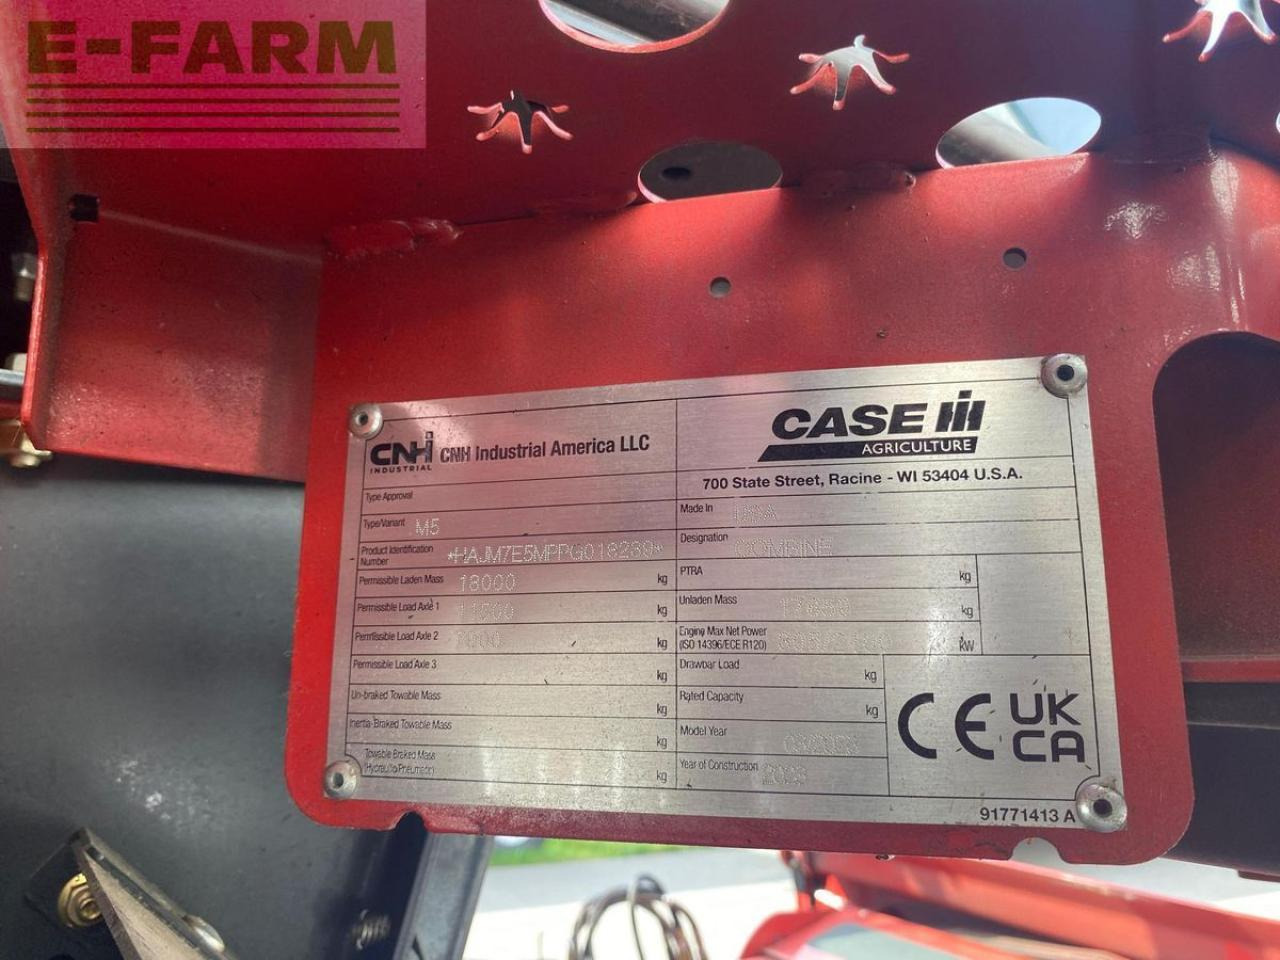 E-FARM
CNH INDUSTRIAL CNH Industrial America LLC
CASE IH
AGRICULTURE
700 State Street, Racine - WI 53404 U.S.A.
Type Approval
Type/Variant M5
Product Identification Number
Permissible Laden Mass 18000 kg
Permissible Load Axle 1 kg
Permissible Load Axle 2 kg
Permissible Load Axle 3 kg
Un-braked Towable Mass kg
Inertia-Braked Towable Mass kg
Towable Braked Mass
(Hydraulic/Pneumatic) kg
Made In USA
Designation COMBINE
PTRA kg
Unladen Mass kg
Engine Max Net Power
(ISO 14396/ECE R120) kW
Drawbar Load kg
Rated Capacity kg
Model Year
Year of Construction
CE UK
CA
91771413 A